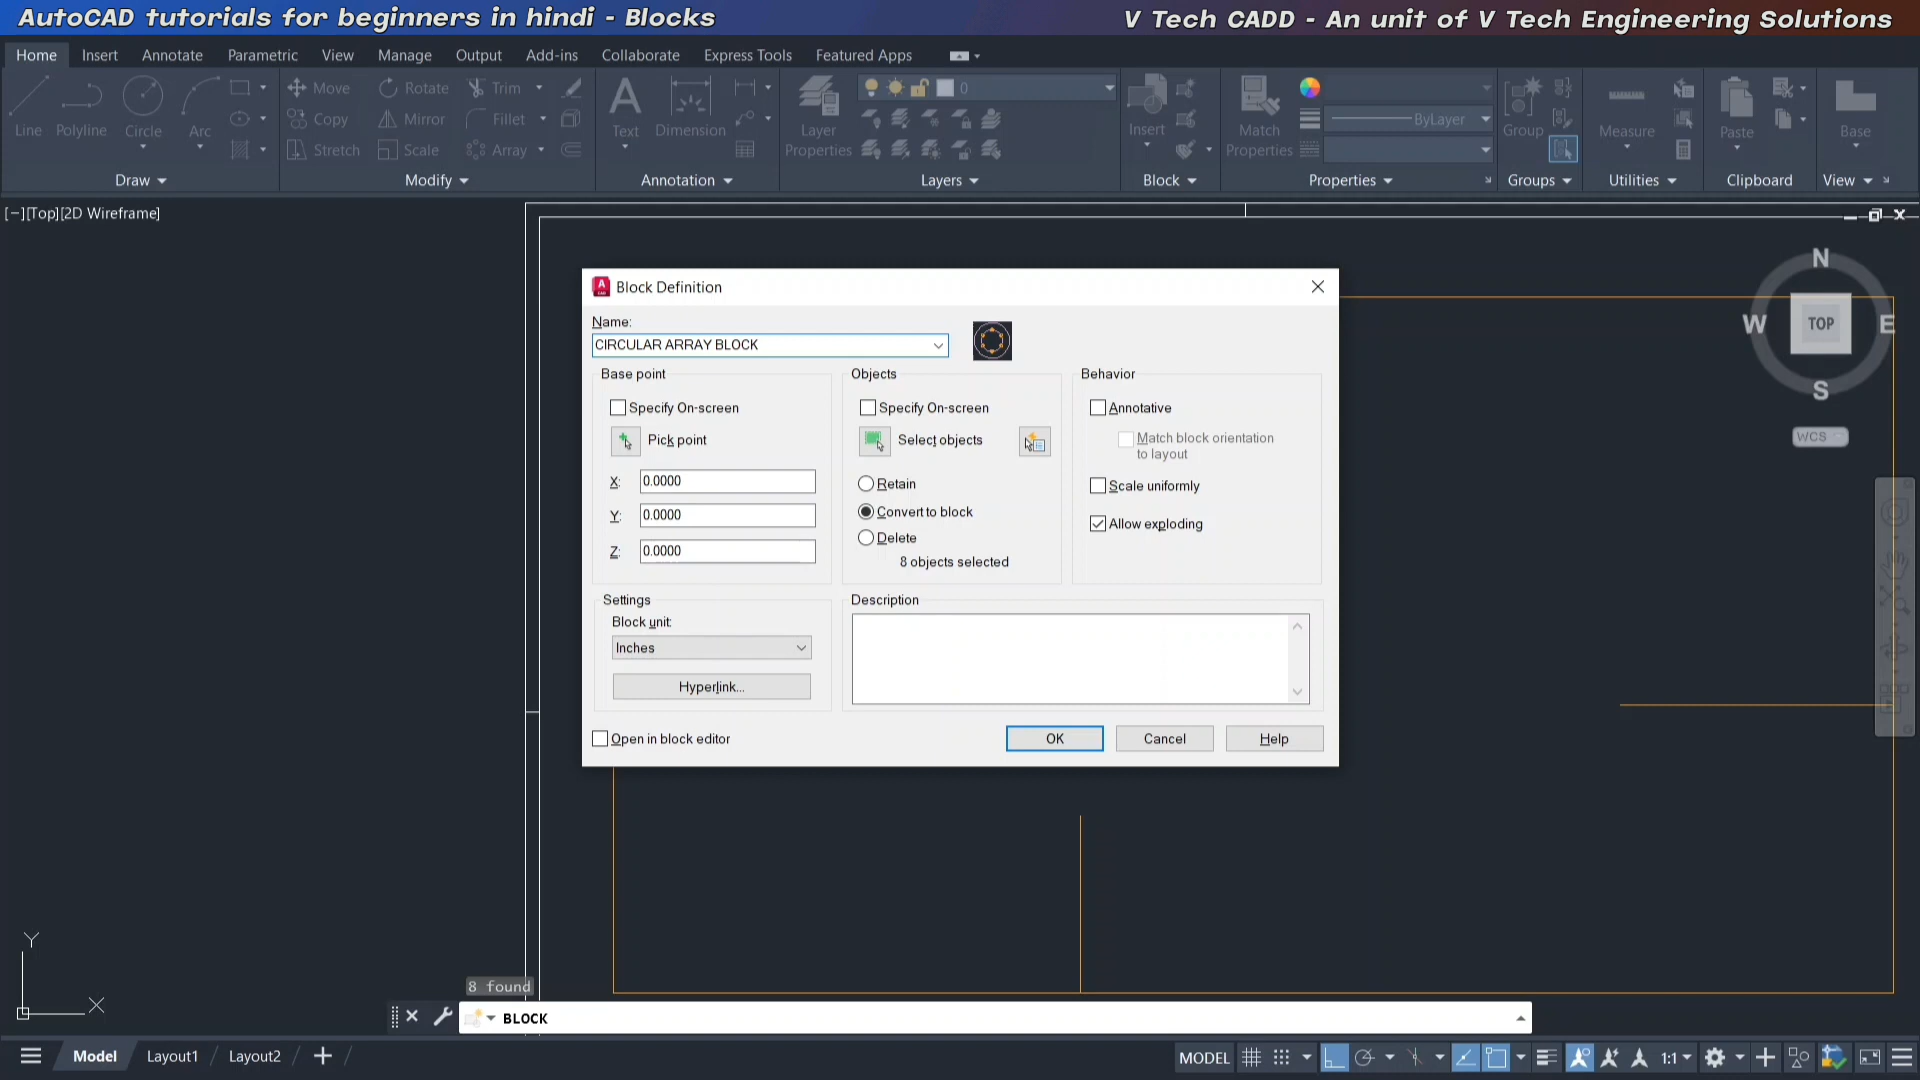 AutoCAD tutorials for beginners in hindi - Blocks
V Tech CADD - An unit of V Tech Engineering Solutions
Home Insert Annotate Parametric View Manage Output Add-ins Collaborate Express Tools Featured Apps
Line Polyline Circle Arc
Move Rotate Trim
Copy Mirror Fillet
Stretch Scale Array
Text Dimension
Layer Properties
0
Insert
Match Properties
ByLayer
Group
Measure
Paste
Base
Draw Modify Annotation Layers Block Properties Groups Utilities Clipboard View
[−][Top][2D Wireframe]
N
W TOP E
S
WCS
A
CAD
Block Definition
Name:
CIRCULAR ARRAY BLOCK
Base point
Specify On-screen
Pick point
X: 0.0000
Y: 0.0000
Z: 0.0000
Objects
Specify On-screen
Select objects
Retain
Convert to block
Delete
8 objects selected
Behavior
Annotative
Match block orientation
to layout
Scale uniformly
Allow exploding
Settings
Block unit:
Inches
Hyperlink...
Description
Open in block editor
OK Cancel Help
Y
X
8 found
BLOCK
Model Layout1 Layout2
MODEL
1:1